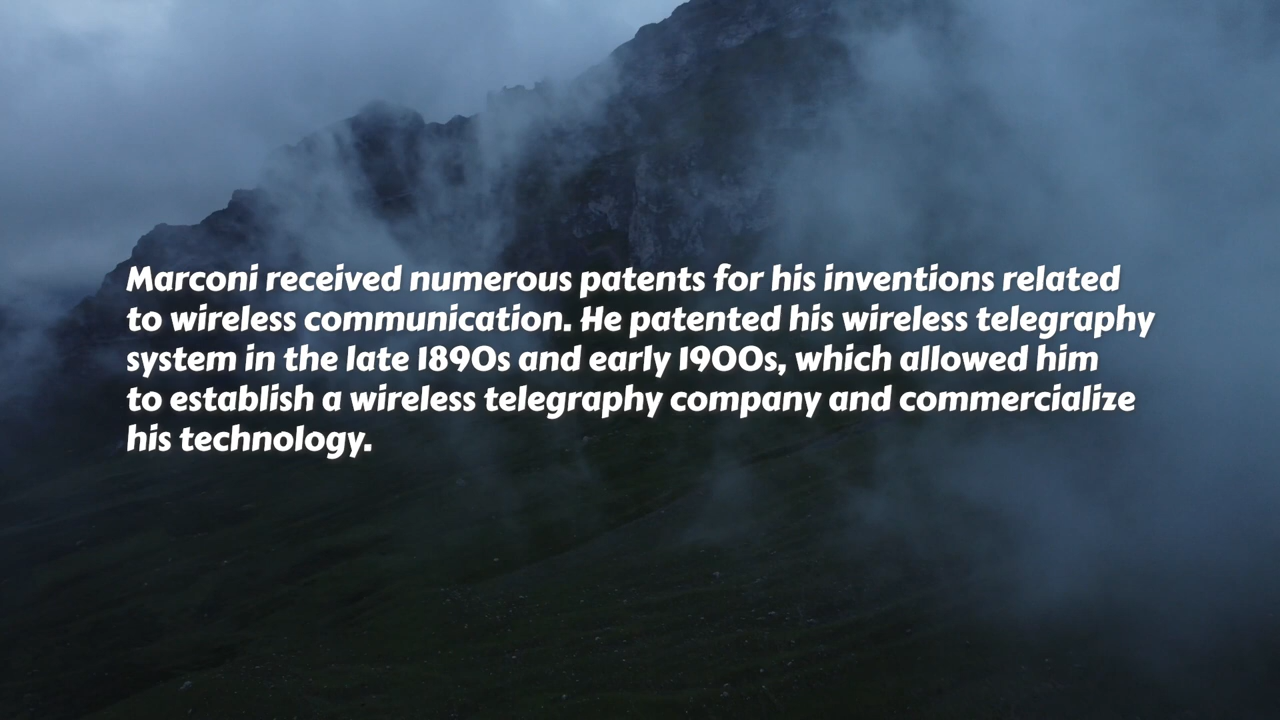 Marconi received numerous patents for his inventions related
to wireless communication. He patented his wireless telegraphy
system in the late 1890s and early 1900s, which allowed him
to establish a wireless telegraphy company and commercialize
his technology.